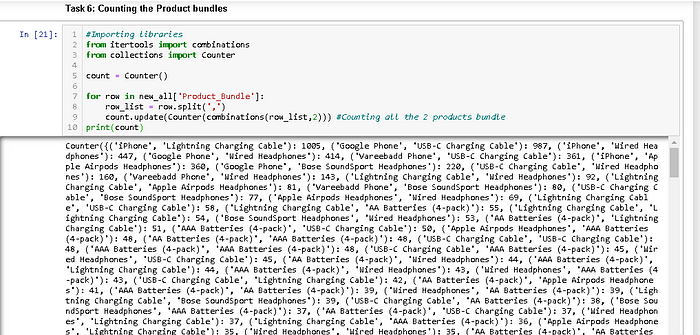 Task 6: Counting the Product bundles
In [21]:
1 #Importing Libraries
2 from itertools import combinations
3 from collections import Counter
4
5 count = Counter()
6
7 for row in new_all['Product_Bundle']:
8 row_list = row.split(',')
9 count.update(Counter(combinations(row_list,2))) #Counting all the 2 products bundle
10 print(count)
Counter({('iPhone', 'Lightning Charging Cable'): 1005, ('Google Phone', 'USB-C Charging Cable'): 987, ('iPhone', 'Wired Hea
dphones'): 447, ('Google Phone', 'Wired Headphones'): 414, ('Vareebadd Phone', 'USB-C Charging Cable'): 361, ('iPhone', 'Ap
ple Airpods Headphones'): 360, ('Google Phone', 'Bose SoundSport Headphones'): 220, ('USB-C Charging Cable', 'Wired Headpho
nes'): 160, ('Vareebadd Phone', 'Wired Headphones'): 143, ('Lightning Charging Cable', 'Wired Headphones'): 92, ('Lightning
Charging Cable', 'Apple Airpods Headphones'): 81, ('Vareebadd Phone', 'Bose SoundSport Headphones'): 80, ('USB-C Charging C
able', 'Bose SoundSport Headphones'): 77, ('Apple Airpods Headphones', 'Wired Headphones'): 69, ('Lightning Charging Cabl
e', 'USB-C Charging Cable'): 58, ('Lightning Charging Cable', 'AA Batteries (4-pack)'): 55, ('Lightning Charging Cable', 'L
ightning Charging Cable'): 54, ('Bose SoundSport Headphones', 'Wired Headphones'): 53, ('AA Batteries (4-pack)', 'Lightning
Charging Cable'): 51, ('AAA Batteries (4-pack)', 'USB-C Charging Cable'): 50, ('Apple Airpods Headphones', 'AAA Batteries
(4-pack)'): 48, ('AA Batteries (4-pack)', 'AAA Batteries (4-pack)'): 48, ('USB-C Charging Cable', 'USB-C Charging Cable'):
48, ('AAA Batteries (4-pack)', 'AAA Batteries (4-pack)'): 48, ('USB-C Charging Cable', 'AAA Batteries (4-pack)'): 45, ('Wir
ed Headphones', 'USB-C Charging Cable'): 45, ('AA Batteries (4-pack)', 'Wired Headphones'): 44, ('AAA Batteries (4-pack)',
'Lightning Charging Cable'): 44, ('AAA Batteries (4-pack)', 'Wired Headphones'): 43, ('Wired Headphones', 'AAA Batteries (4
-pack)'): 43, ('USB-C Charging Cable', 'Lightning Charging Cable'): 42, ('AA Batteries (4-pack)', 'Apple Airpods Headphone
s'): 41, ('AAA Batteries (4-pack)', 'AA Batteries (4-pack)'): 39, ('Wired Headphones', 'AA Batteries (4-pack)'): 39, ('Ligh
tning Charging Cable', 'Bose SoundSport Headphones'): 39, ('USB-C Charging Cable', 'AA Batteries (4-pack)'): 38, ('Bose Sou
ndSport Headphones', 'AAA Batteries (4-pack)'): 37, ('AA Batteries (4-pack)', 'USB-C Charging Cable'): 37, ('Wired Headphon
es', 'Lightning Charging Cable'): 37, ('Lightning Charging Cable', 'AAA Batteries (4-pack)'): 36, ('Apple Airpods Headphone
s', 'Lightning Charging Cable'): 35, ('Wired Headphones', 'Wired Headphones'): 35, ('AA Batteries (4-pack)', 'AA Batteries